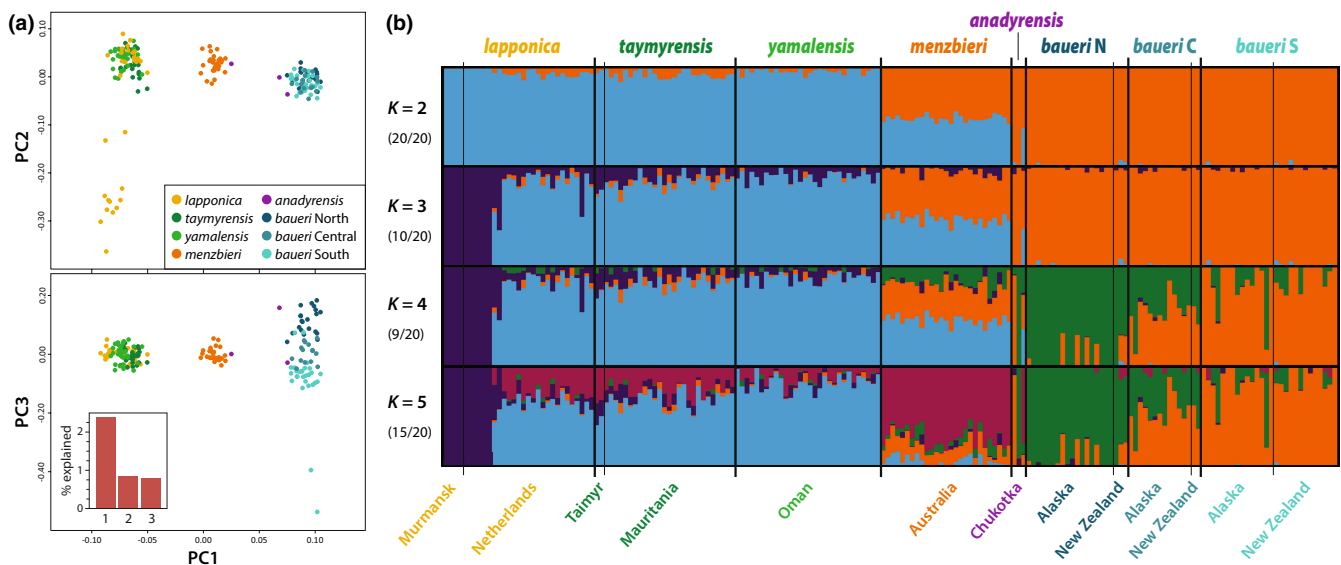 (a)
0.10
0.00
-0.10
-0.20
-0.30
PC2
lapponica
taymyrensis
yamalensis
menzbieri
anadyrensis
baueri North
baueri Central
baueri South
0.20
0.00
-0.20
-0.40
PC3
% explained
2
1
0
1 2 3
-0.10 -0.05 0.00 0.05 0.10
PC1
(b)
anadyrensis
lapponica taymyrensis yamalensis menzbieri baueri N baueri C baueri S
K = 2
(20/20)
K = 3
(10/20)
K = 4
(9/20)
K = 5
(15/20)
Murmansk
Netherlands
Taimyr
Mauritania
Oman
Australia
Chukotka
Alaska
New Zealand
Alaska
New Zealand
Alaska
New Zealand